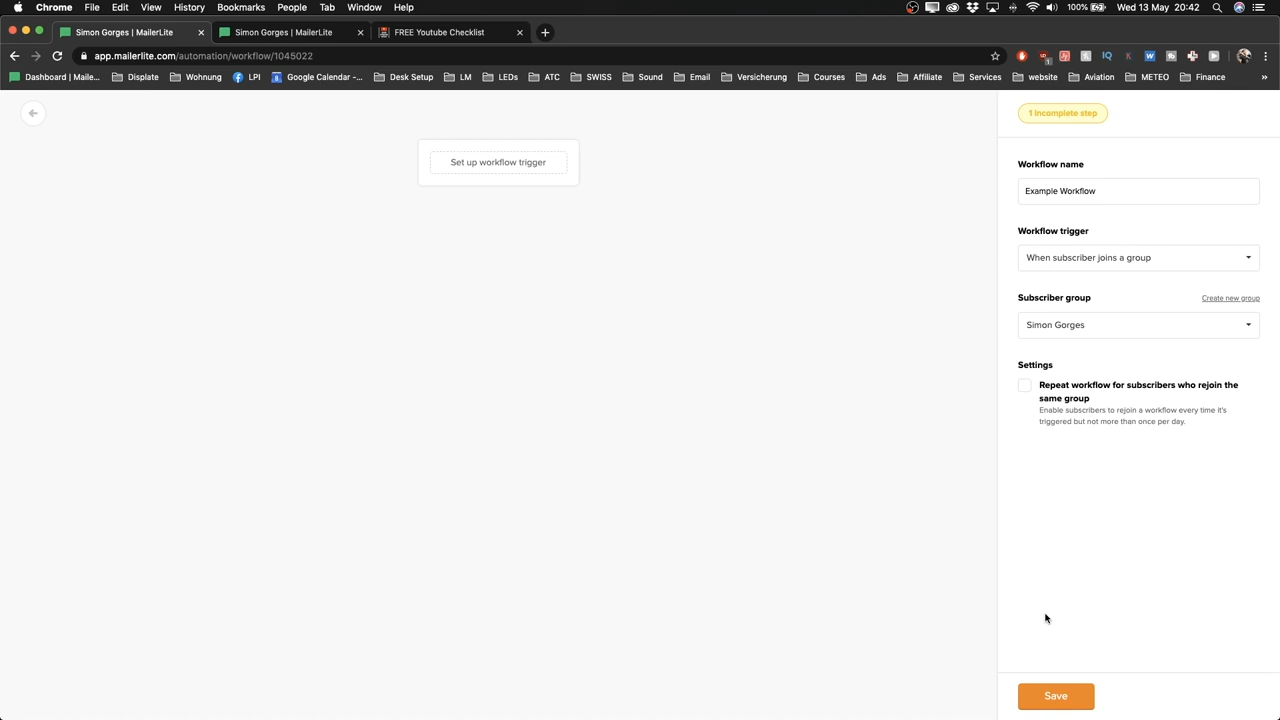 Chrome File Edit View History Bookmarks People Tab Window Help 100% Wed 13 May 20:42
Simon Gorges | MailerLite Simon Gorges | MailerLite FREE Youtube Checklist
app.mailerlite.com/automation/workflow/1045022
Dashboard | Maile... Displate Wohnung LPI Google Calendar -... Desk Setup LM LEDs ATC SWISS Sound Email Versicherung Courses Ads Affiliate Services website Aviation METEO Finance »
1 incomplete step
Set up workflow trigger
Workflow name
Example Workflow
Workflow trigger
When subscriber joins a group
Subscriber group Create new group
Simon Gorges
Settings
Repeat workflow for subscribers who rejoin the
same group
Enable subscribers to rejoin a workflow every time it's
triggered but not more than once per day.
Save